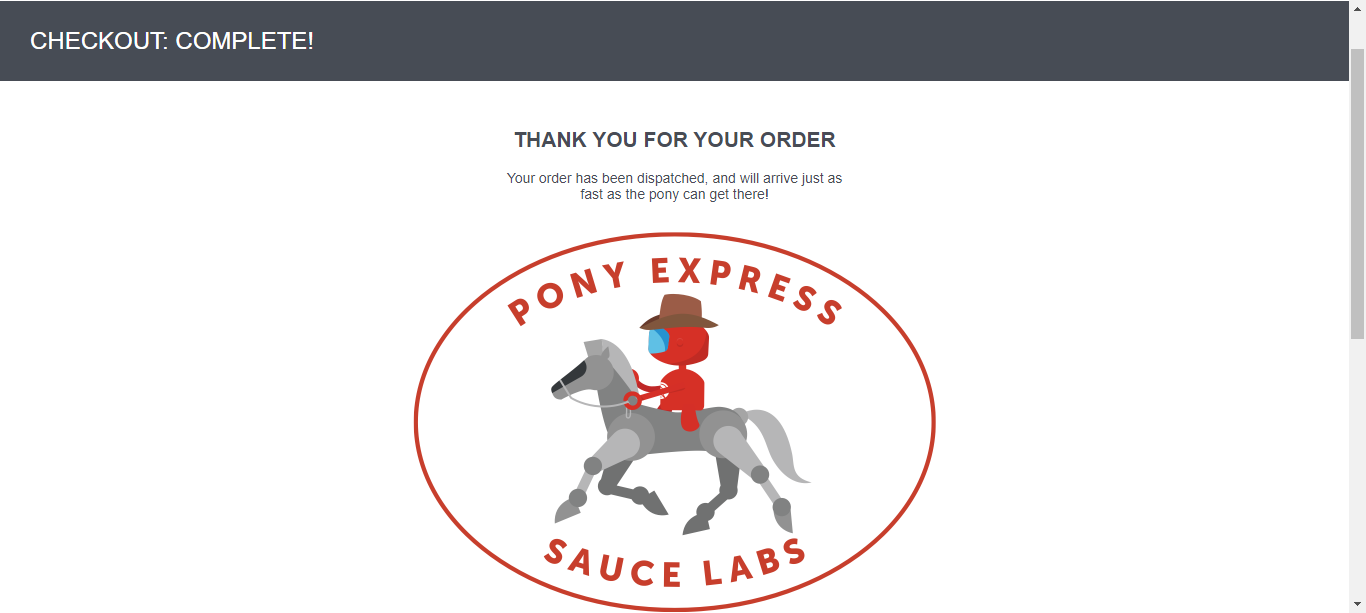 CHECKOUT: COMPLETE!
THANK YOU FOR YOUR ORDER
Your order has been dispatched, and will arrive just as
fast as the pony can get there!
PONY EXPRESS
SAUCE LABS